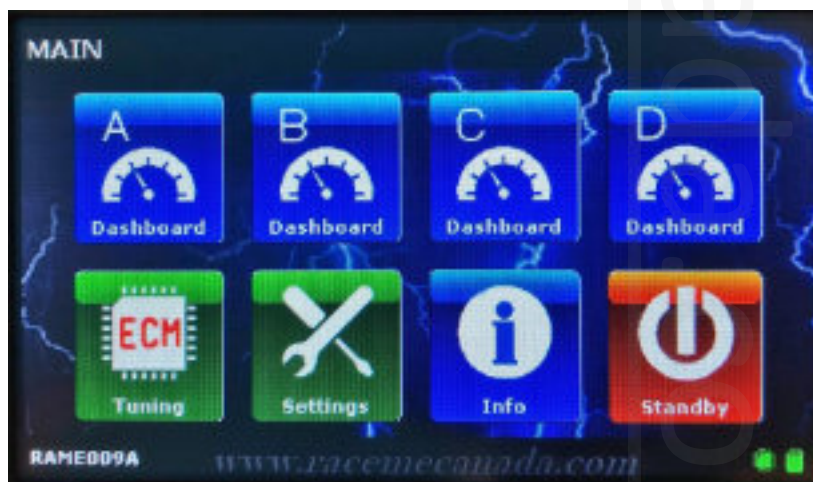 MAIN
A B C D
Dashboard Dashboard Dashboard Dashboard
ECM
Tuning Settings Info Standby
RAME009A www.racemecanada.com